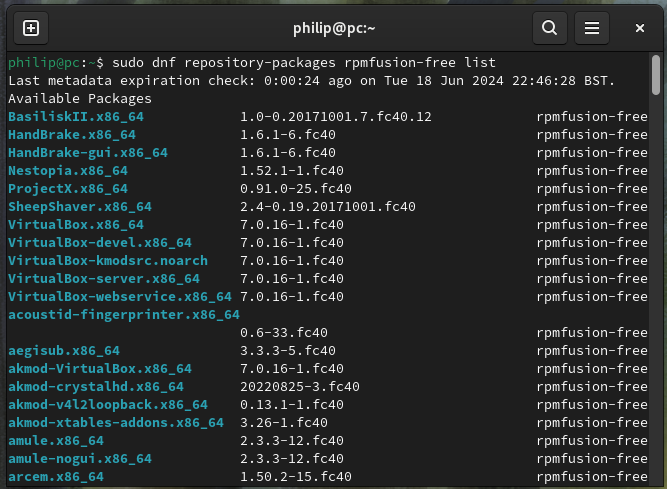 philip@pc:~
philip@pc:~$ sudo dnf repository-packages rpmfusion-free list
Last metadata expiration check: 0:00:24 ago on Tue 18 Jun 2024 22:46:28 BST.
Available Packages
BasiliskII.x86_64 1.0-0.20171001.7.fc40.12 rpmfusion-free
HandBrake.x86_64 1.6.1-6.fc40 rpmfusion-free
HandBrake-gui.x86_64 1.6.1-6.fc40 rpmfusion-free
Nestopia.x86_64 1.52.1-1.fc40 rpmfusion-free
ProjectX.x86_64 0.91.0-25.fc40 rpmfusion-free
SheepShaver.x86_64 2.4-0.19.20171001.fc40 rpmfusion-free
VirtualBox.x86_64 7.0.16-1.fc40 rpmfusion-free
VirtualBox-devel.x86_64 7.0.16-1.fc40 rpmfusion-free
VirtualBox-kmodsrc.noarch 7.0.16-1.fc40 rpmfusion-free
VirtualBox-server.x86_64 7.0.16-1.fc40 rpmfusion-free
VirtualBox-webservice.x86_64 7.0.16-1.fc40 rpmfusion-free
acoustid-fingerprinter.x86_64
0.6-33.fc40 rpmfusion-free
aegisub.x86_64 3.3.3-5.fc40 rpmfusion-free
akmod-VirtualBox.x86_64 7.0.16-1.fc40 rpmfusion-free
akmod-crystalhd.x86_64 20220825-3.fc40 rpmfusion-free
akmod-v4l2loopback.x86_64 0.13.1-1.fc40 rpmfusion-free
akmod-xtables-addons.x86_64 3.26-1.fc40 rpmfusion-free
amule.x86_64 2.3.3-12.fc40 rpmfusion-free
amule-nogui.x86_64 2.3.3-12.fc40 rpmfusion-free
arcem.x86_64 1.50.2-15.fc40 rpmfusion-free